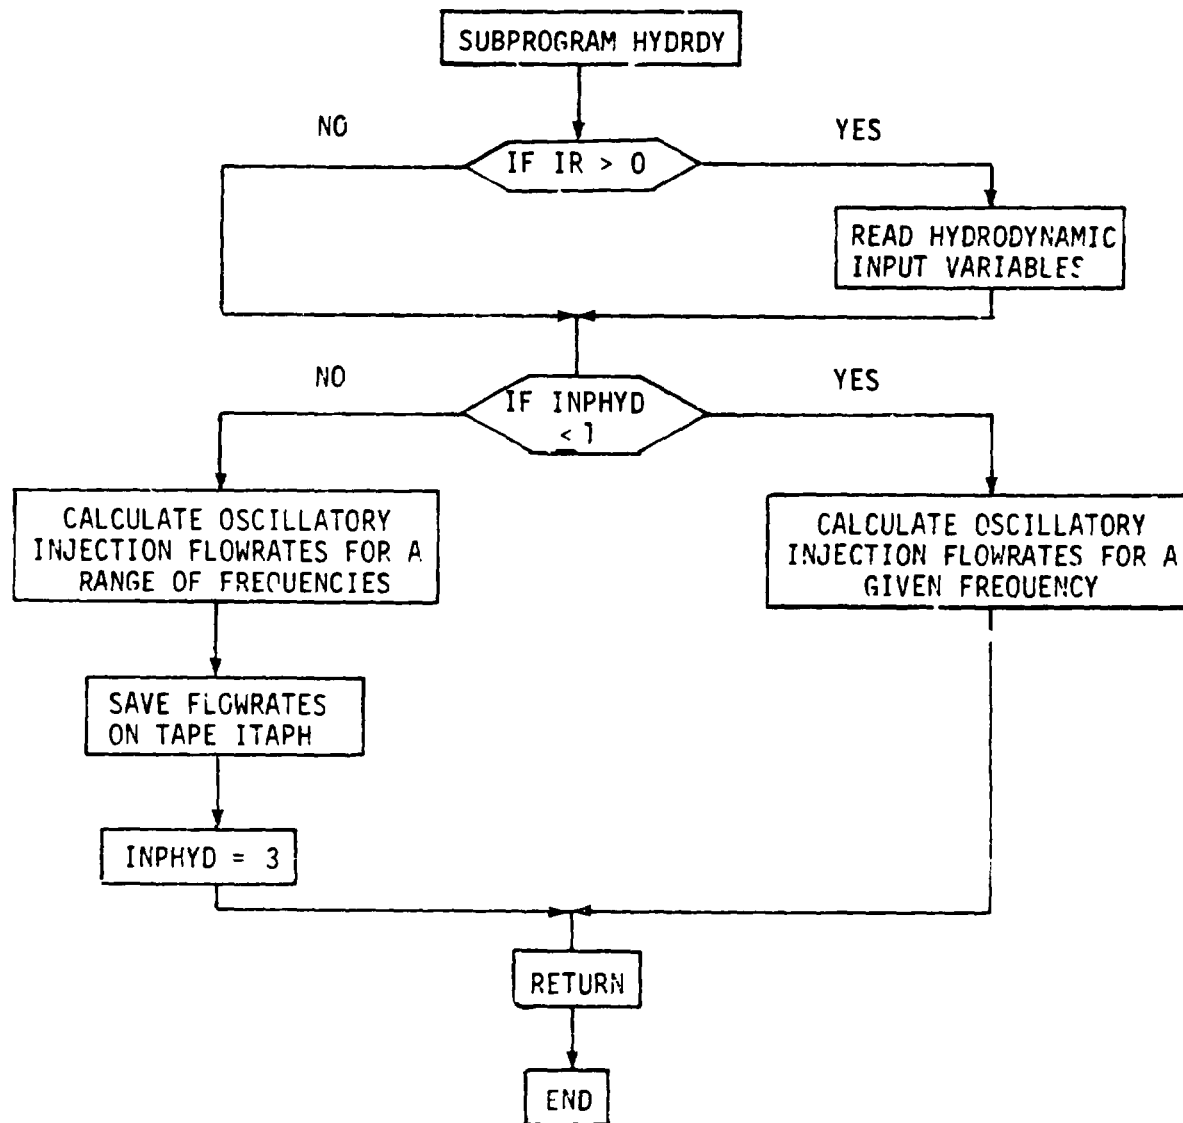 SUBPROGRAM HYDRDY
NO
YES
IF IR > 0
READ HYDRODYNAMIC
INPUT VARIABLES
NO
YES
IF INPHYD
≤ 1
CALCULATE OSCILLATORY
INJECTION FLOWRATES FOR A
RANGE OF FREQUENCIES
CALCULATE OSCILLATORY
INJECTION FLOWRATES FOR A
GIVEN FREQUENCY
SAVE FLOWRATES
ON TAPE ITAPH
INPHYD = 3
RETURN
END